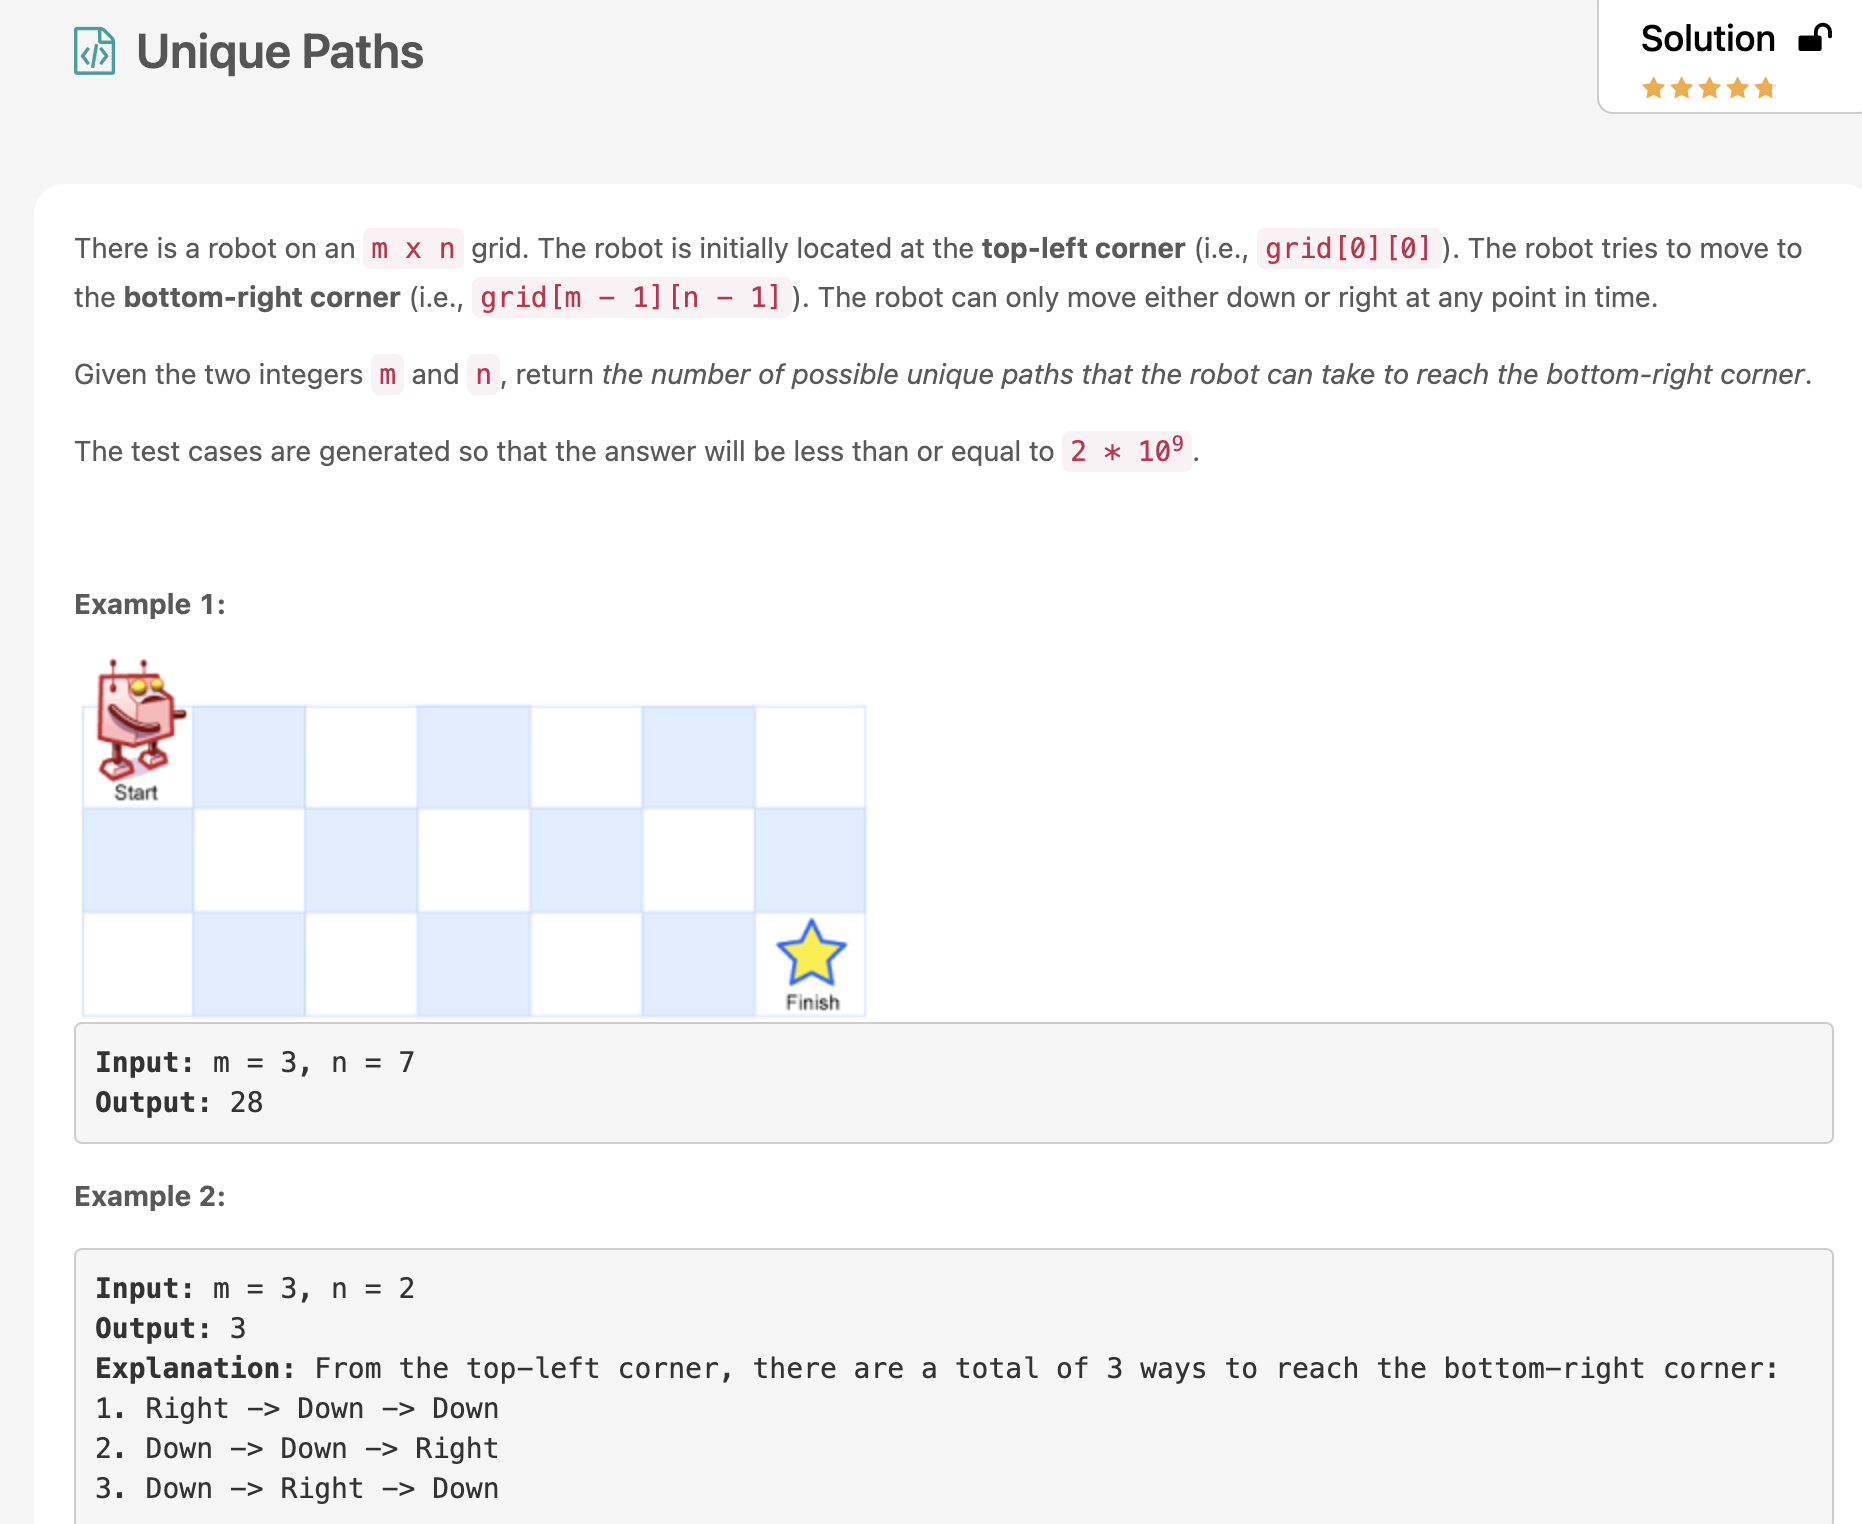 Unique Paths
Solution
There is a robot on an m x n grid. The robot is initially located at the top-left corner (i.e., grid[0][0]). The robot tries to move to
the bottom-right corner (i.e., grid[m - 1][n - 1]). The robot can only move either down or right at any point in time.
Given the two integers m and n, return the number of possible unique paths that the robot can take to reach the bottom-right corner.
The test cases are generated so that the answer will be less than or equal to 2 * 10⁹.
Example 1:
Start
Finish
Input: m = 3, n = 7
Output: 28
Example 2:
Input: m = 3, n = 2
Output: 3
Explanation: From the top-left corner, there are a total of 3 ways to reach the bottom-right corner:
1. Right -> Down -> Down
2. Down -> Down -> Right
3. Down -> Right -> Down